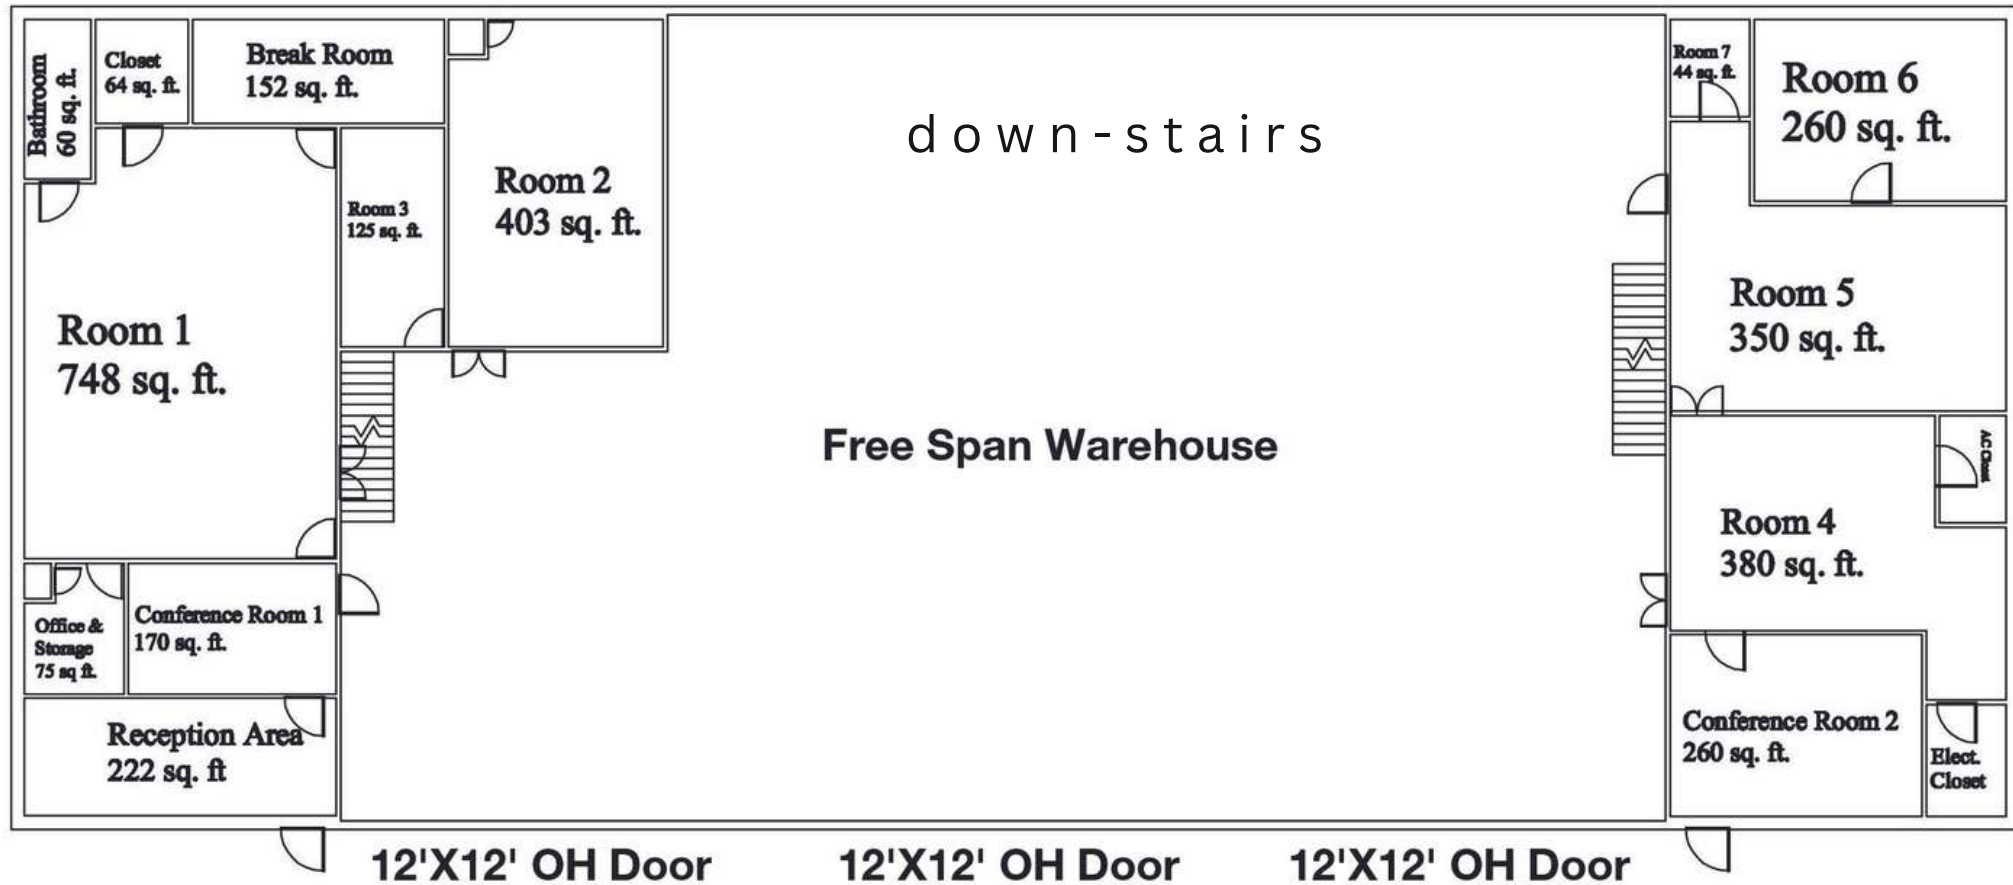 Bathroom
60 sq. ft.
Closet
64 sq. ft.
Break Room
152 sq. ft.
Room 2
403 sq. ft.
Room 3
125 sq. ft.
Room 1
748 sq. ft.
Office &
Storage
75 sq ft.
Conference Room 1
170 sq. ft.
Reception Area
222 sq. ft
down-stairs
Free Span Warehouse
Room 7
44 sq. ft.
Room 6
260 sq. ft.
Room 5
350 sq. ft.
AC Closet
Room 4
380 sq. ft.
Conference Room 2
260 sq. ft.
Elect.
Closet
12'X12' OH Door
12'X12' OH Door
12'X12' OH Door